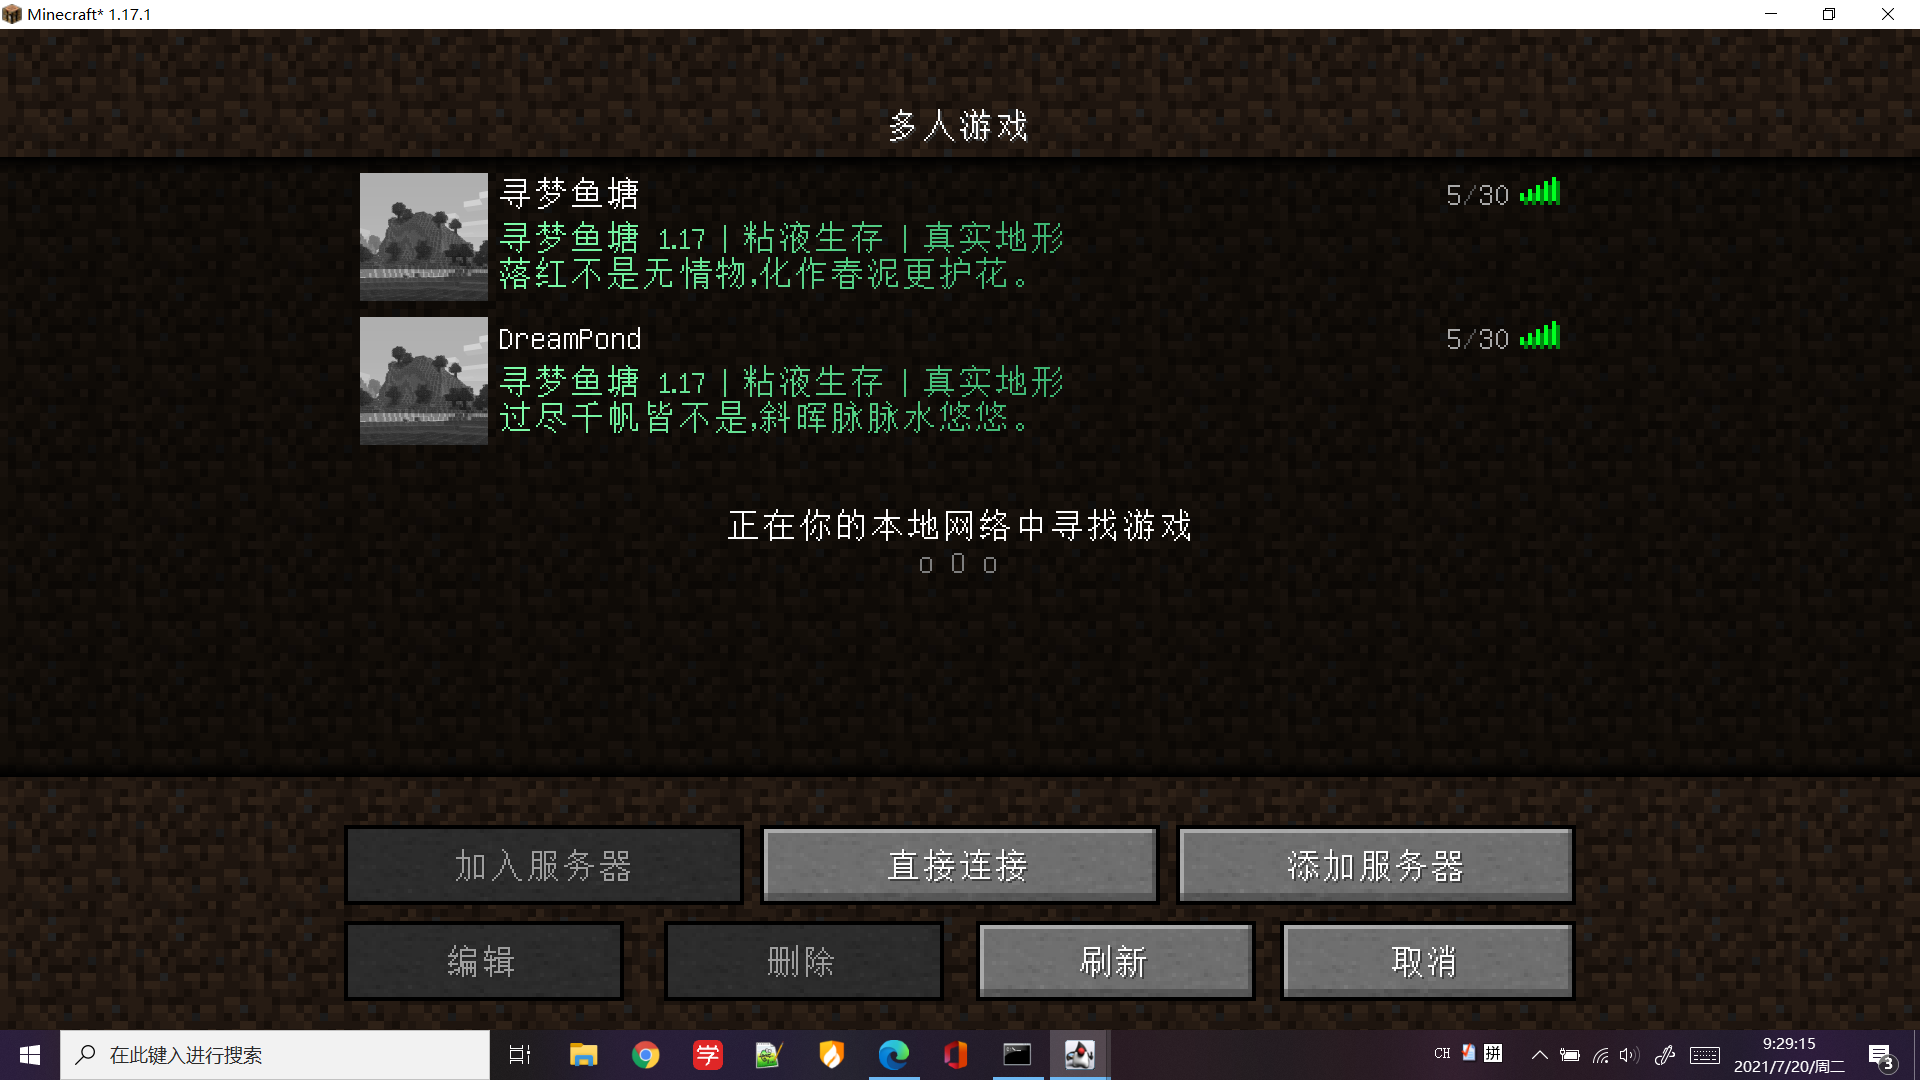 Minecraft* 1.17.1
多人游戏
寻梦鱼塘
5/30
寻梦鱼塘 1.17 | 粘液生存 | 真实地形
落红不是无情物,化作春泥更护花。
DreamPond
5/30
寻梦鱼塘 1.17 | 粘液生存 | 真实地形
过尽千帆皆不是,斜晖脉脉水悠悠。
正在你的本地网络中寻找游戏
o O o
加入服务器
直接连接
添加服务器
编辑
删除
刷新
取消
在此键入进行搜索
学
CH
拼
9:29:15
2021/7/20/周二
3